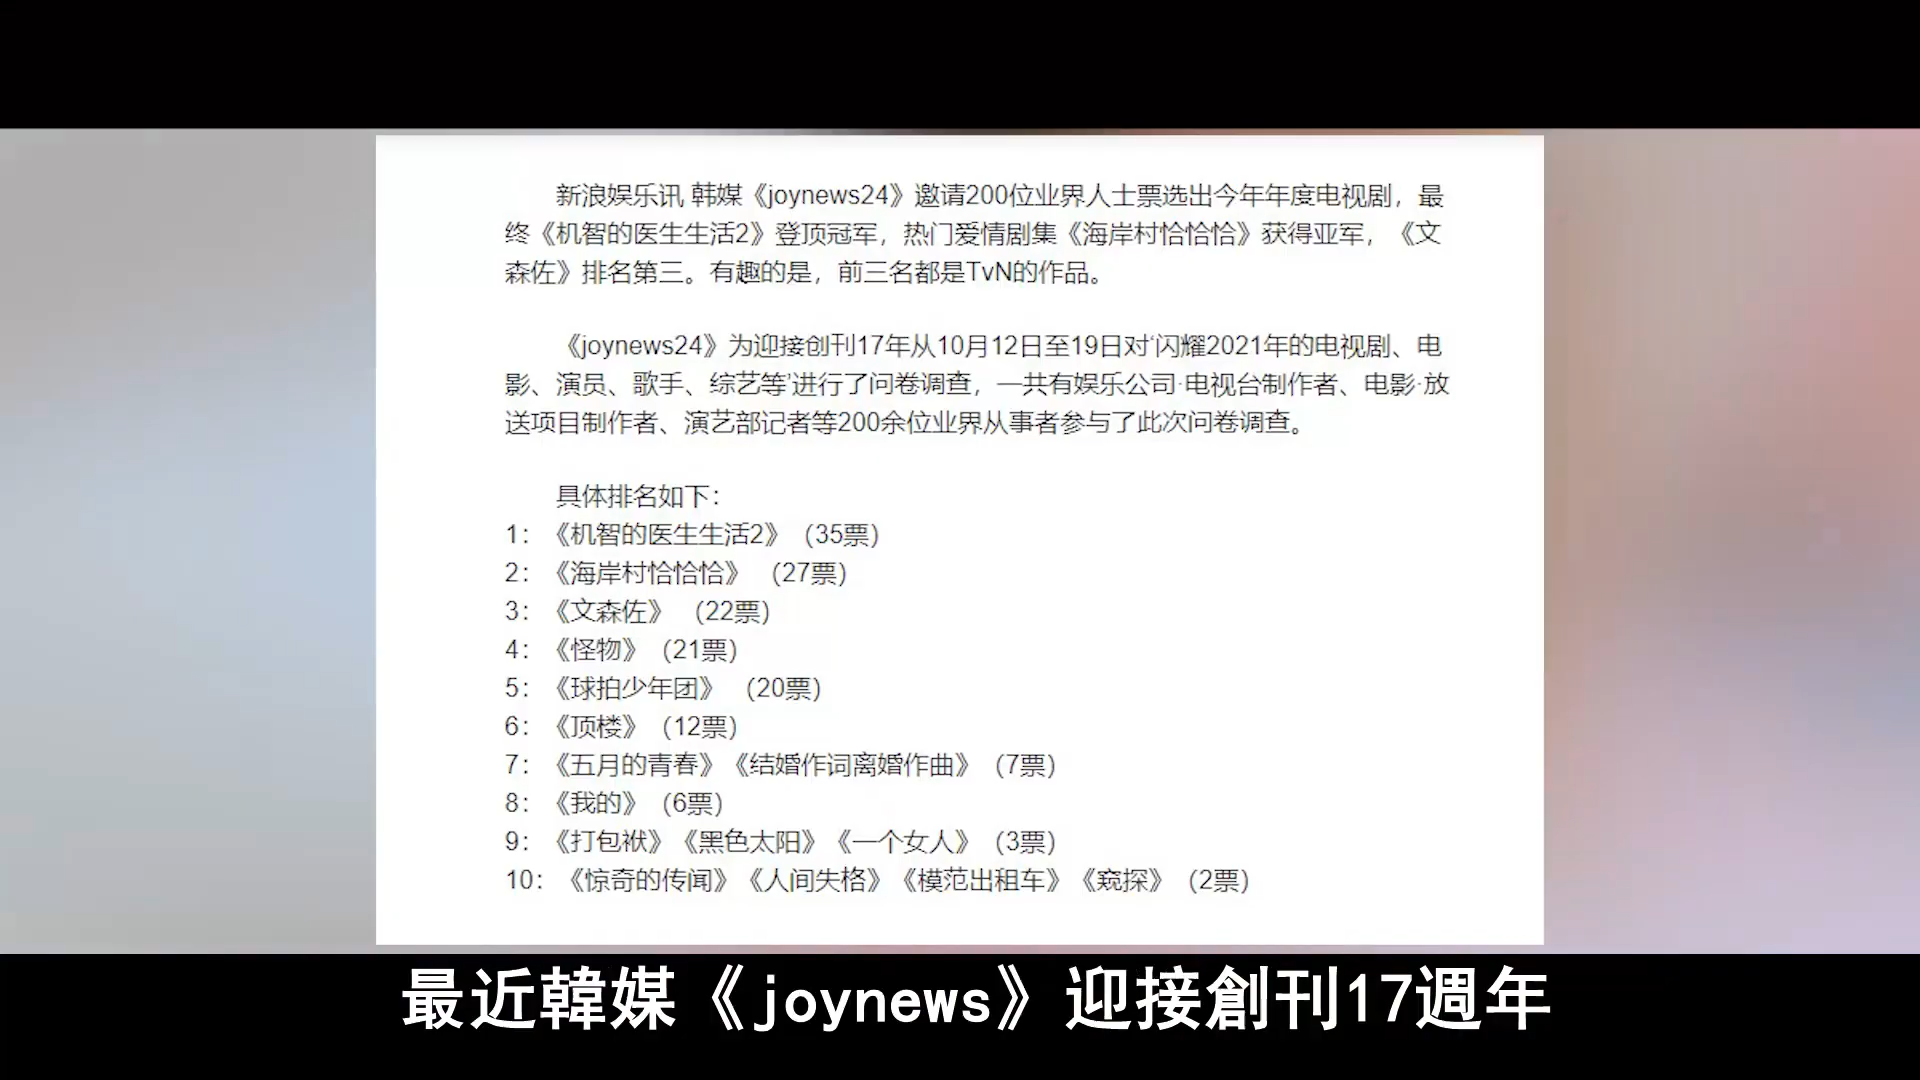 新浪娱乐讯 韩媒《joynews24》邀请200位业界人士票选出今年年度电视剧，最
终《机智的医生生活2》登顶冠军，热门爱情剧集《海岸村恰恰恰》获得亚军，《文
森佐》排名第三。有趣的是，前三名都是TvN的作品。
《joynews24》为迎接创刊17年从10月12日至19日对‘闪耀2021年的电视剧、电
影、演员、歌手、综艺等’进行了问卷调查，一共有娱乐公司·电视台制作者、电影·放
送项目制作者、演艺部记者等200余位业界从事者参与了此次问卷调查。
具体排名如下：
1：《机智的医生生活2》（35票）
2：《海岸村恰恰恰》（27票）
3：《文森佐》（22票）
4：《怪物》（21票）
5：《球拍少年团》（20票）
6：《顶楼》（12票）
7：《五月的青春》《结婚作词离婚作曲》（7票）
8：《我的》（6票）
9：《打包袱》《黑色太阳》《一个女人》（3票）
10：《惊奇的传闻》《人间失格》《模范出租车》《窥探》（2票）
最近韓媒《joynews》迎接創刊17週年